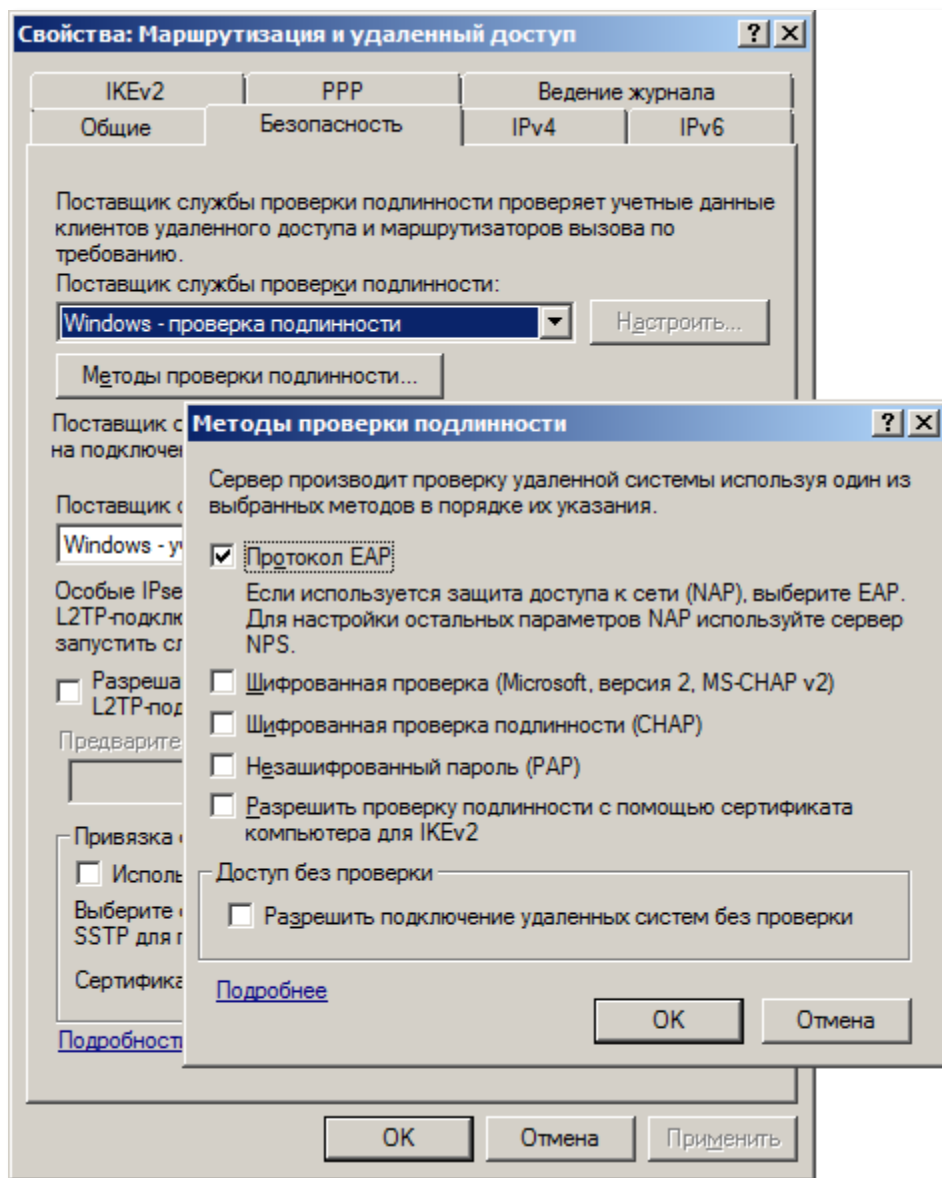 Свойства: Маршрутизация и удаленный доступ
IKEv2 PPP Ведение журнала
Общие Безопасность IPv4 IPv6
Поставщик службы проверки подлинности проверяет учетные данные
клиентов удаленного доступа и маршрутизаторов вызова по
требованию.
Поставщик службы проверки подлинности:
Windows - проверка подлинности Настроить...
Методы проверки подлинности...
Поставщик с
на подключе
Поставщик
Windows - у
Особые IPse
L2TP-подклю
запустить сл
Разреша
L2TP-под
Предварите
Привязка
Исполь
Выберите
SSTP для п
Сертифика
Подробност
Методы проверки подлинности
Сервер производит проверку удаленной системы используя один из
выбранных методов в порядке их указания.
Протокол EAP
Если используется защита доступа к сети (NAP), выберите EAP.
Для настройки остальных параметров NAP используйте сервер
NPS.
Шифрованная проверка (Microsoft, версия 2, MS-CHAP v2)
Шифрованная проверка подлинности (CHAP)
Незашифрованный пароль (PAP)
Разрешить проверку подлинности с помощью сертификата
компьютера для IKEv2
Доступ без проверки
Разрешить подключение удаленных систем без проверки
Подробнее
OK Отмена
OK Отмена Применить